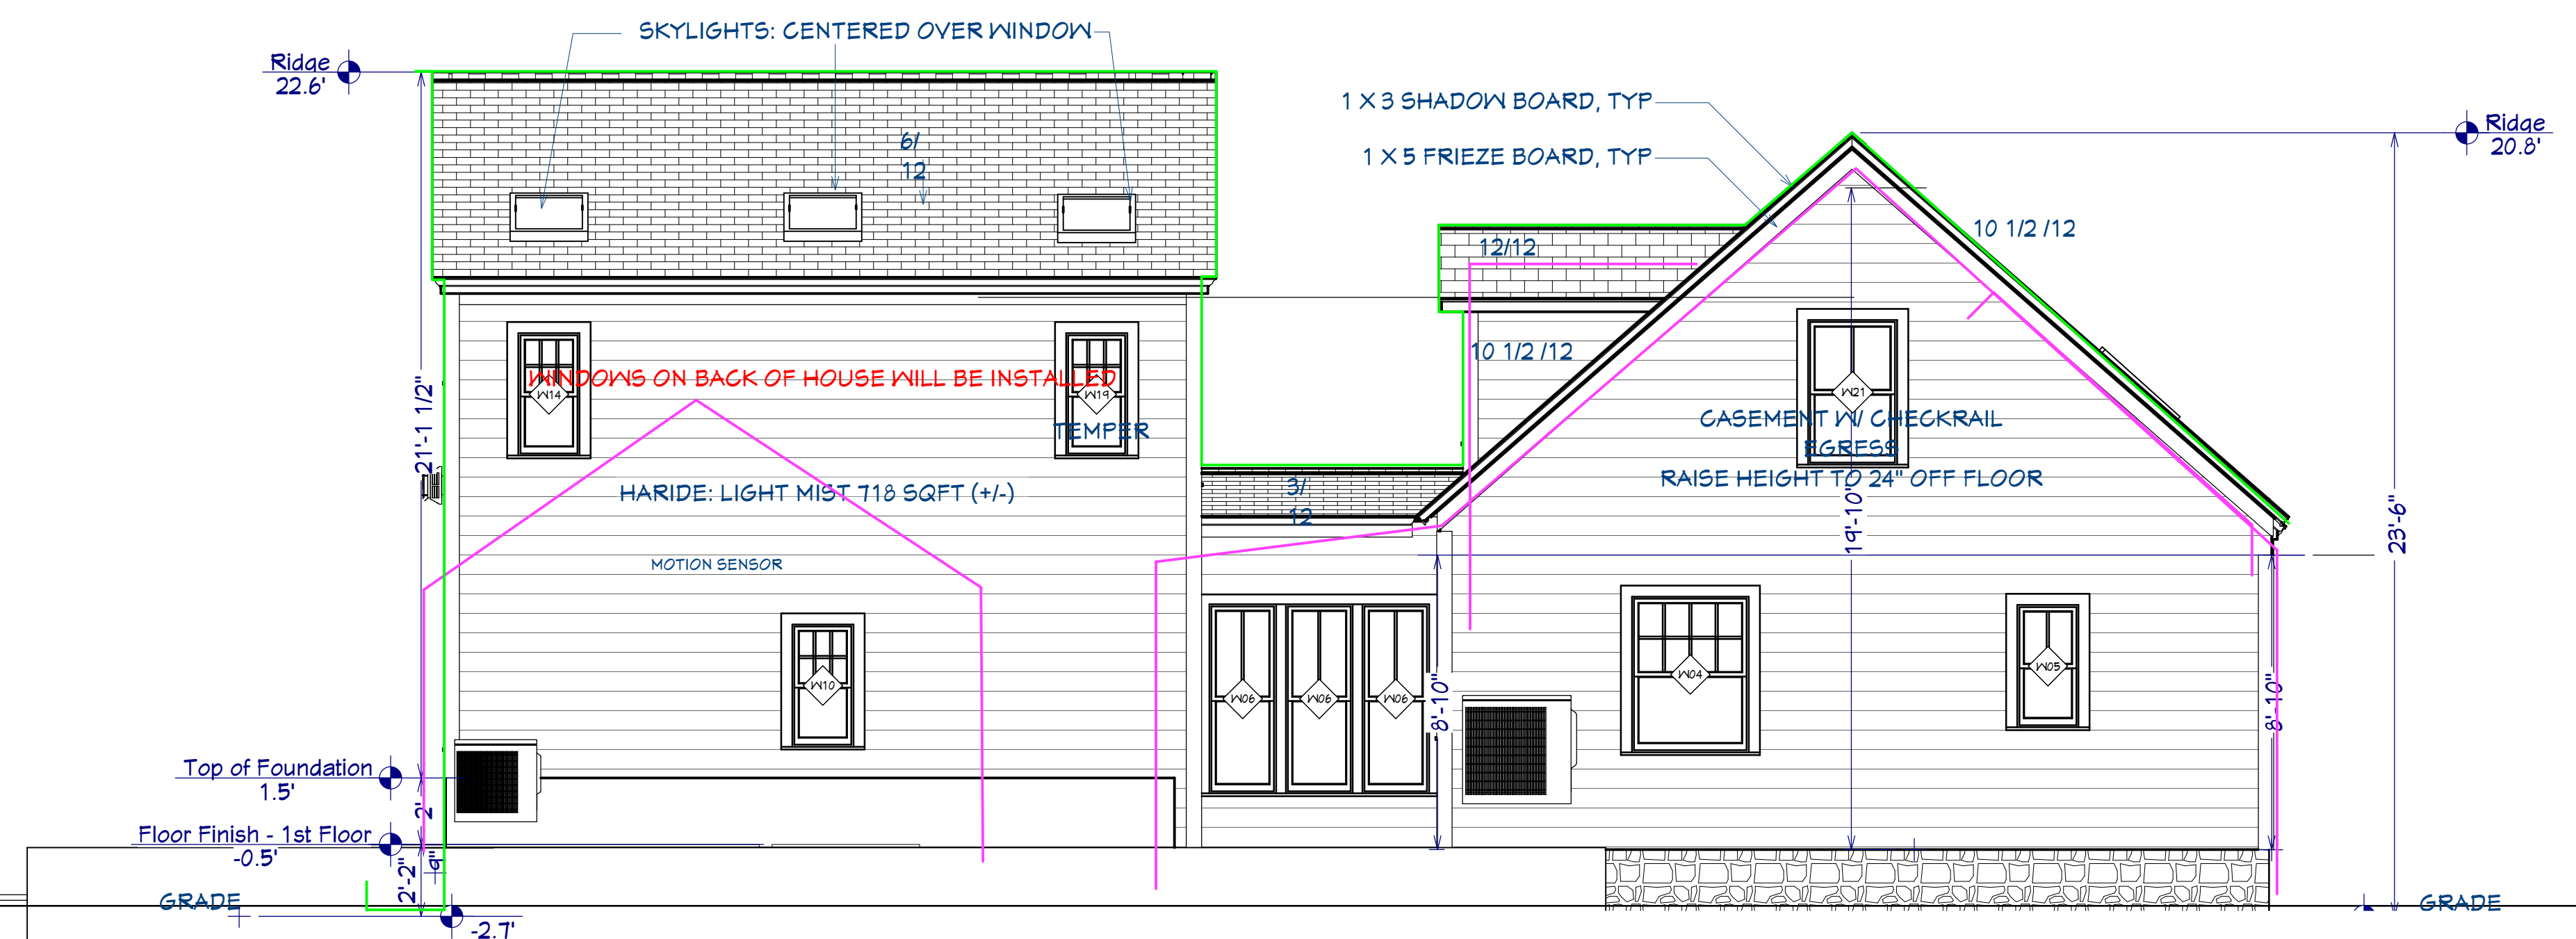 SKYLIGHTS: CENTERED OVER WINDOW
Ridge
22.6'
1 X 3 SHADOW BOARD, TYP
Ridge
20.8'
6/
12
1 X 5 FRIEZE BOARD, TYP
10 1/2 /12
12/12
10 1/2 /12
WINDOWS ON BACK OF HOUSE WILL BE INSTALLED
W14
W19
W21
TEMPER
CASEMENT W/ CHECKRAIL
EGRESS
RAISE HEIGHT TO 24" OFF FLOOR
21'-1 1/2"
HARIDE: LIGHT MIST 718 SQFT (+/-)
3/
12
19'-10"
23'-6"
MOTION SENSOR
W10
W06
W06
W06
8'-10"
W04
W05
8'-10"
Top of Foundation
1.5'
2'
Floor Finish - 1st Floor
-0.5'
9"
2'-2"
GRADE
-2.7'
GRADE